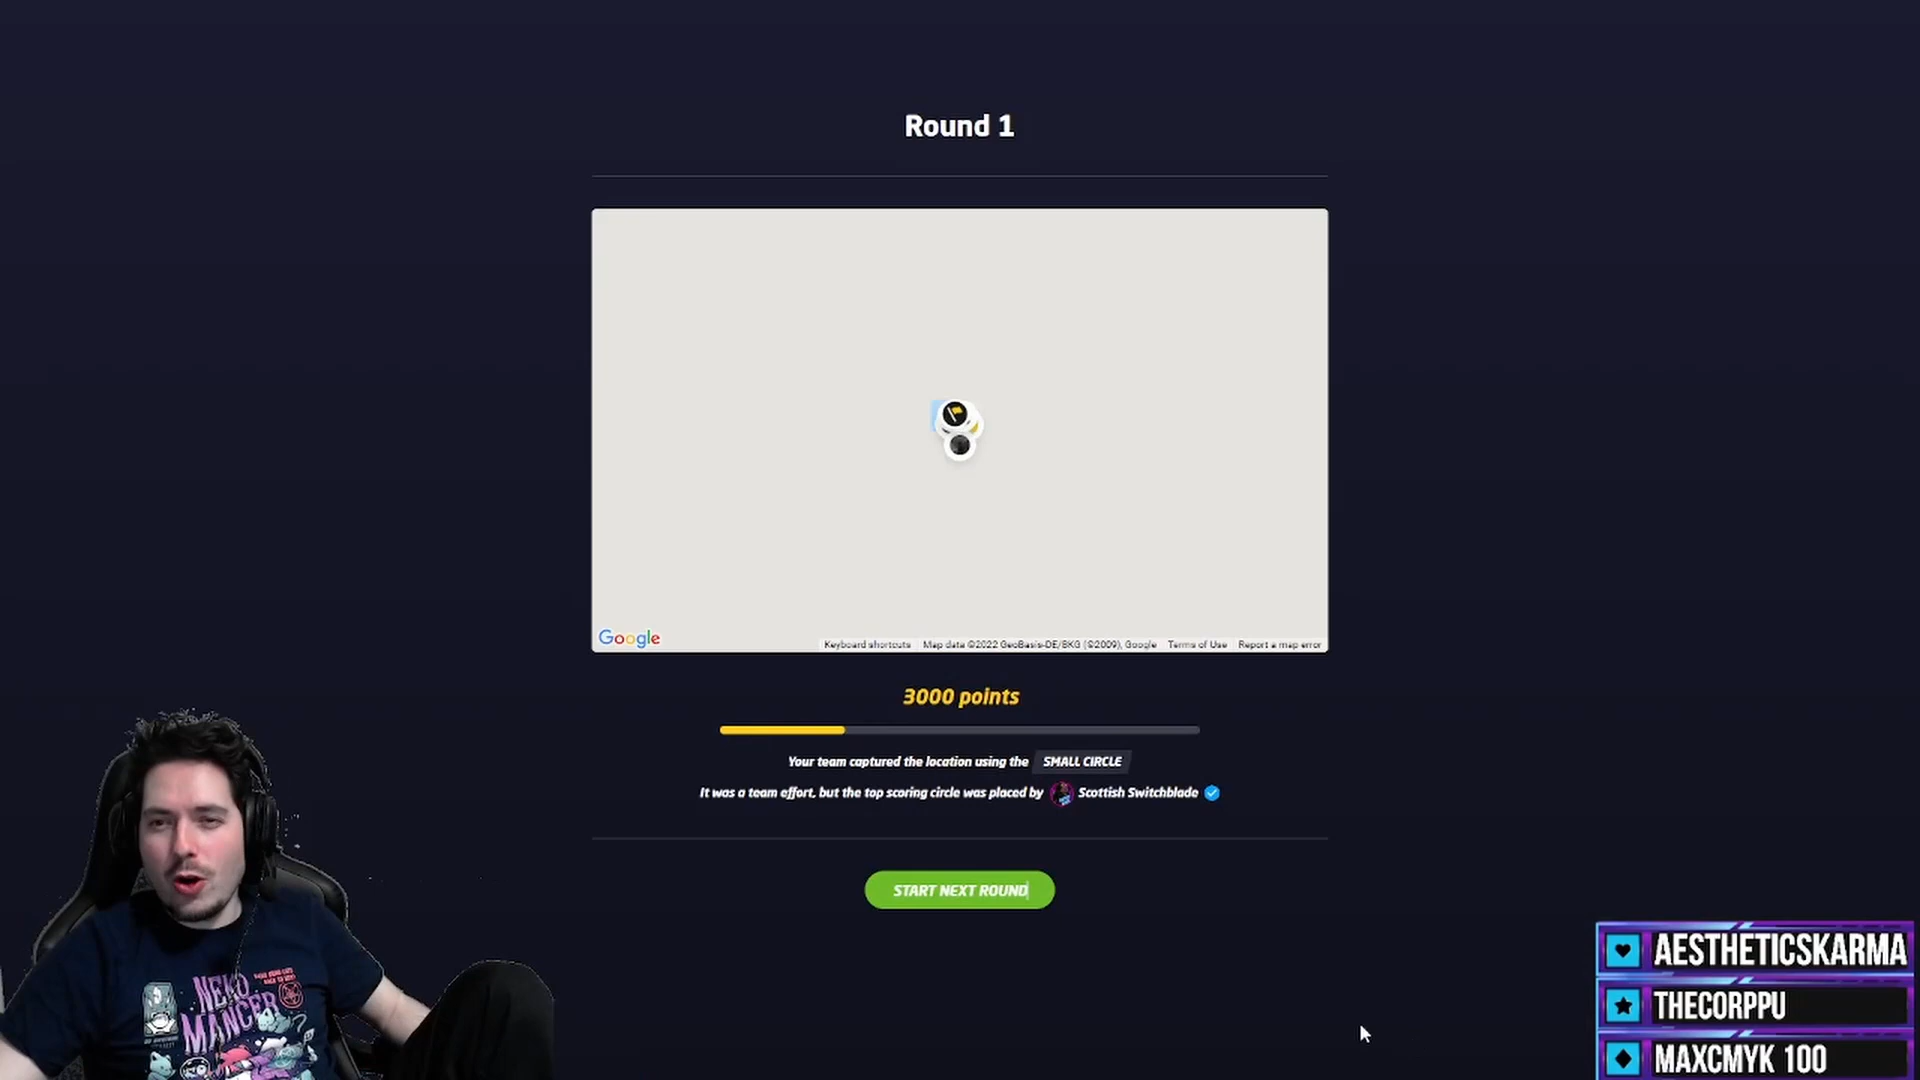 Round 1
Google
Keyboard shortcuts Map data ©2022 GeoBasis-DE/BKG (©2009), Google Terms of Use Report a map error
3000 points
Your team captured the location using the SMALL CIRCLE
It was a team effort, but the top scoring circle was placed by Scottish Switchblade
START NEXT ROUND
NEKO
MANCER
AESTHETICSKARMA
THECORPPU
MAXCMYK 100